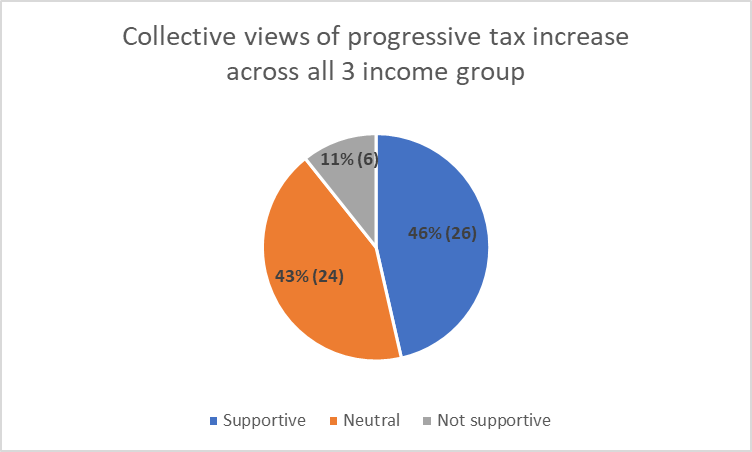 Collective views of progressive tax increase
across all 3 income group
11% (6)
46% (26)
43% (24)
Supportive
Neutral
Not supportive